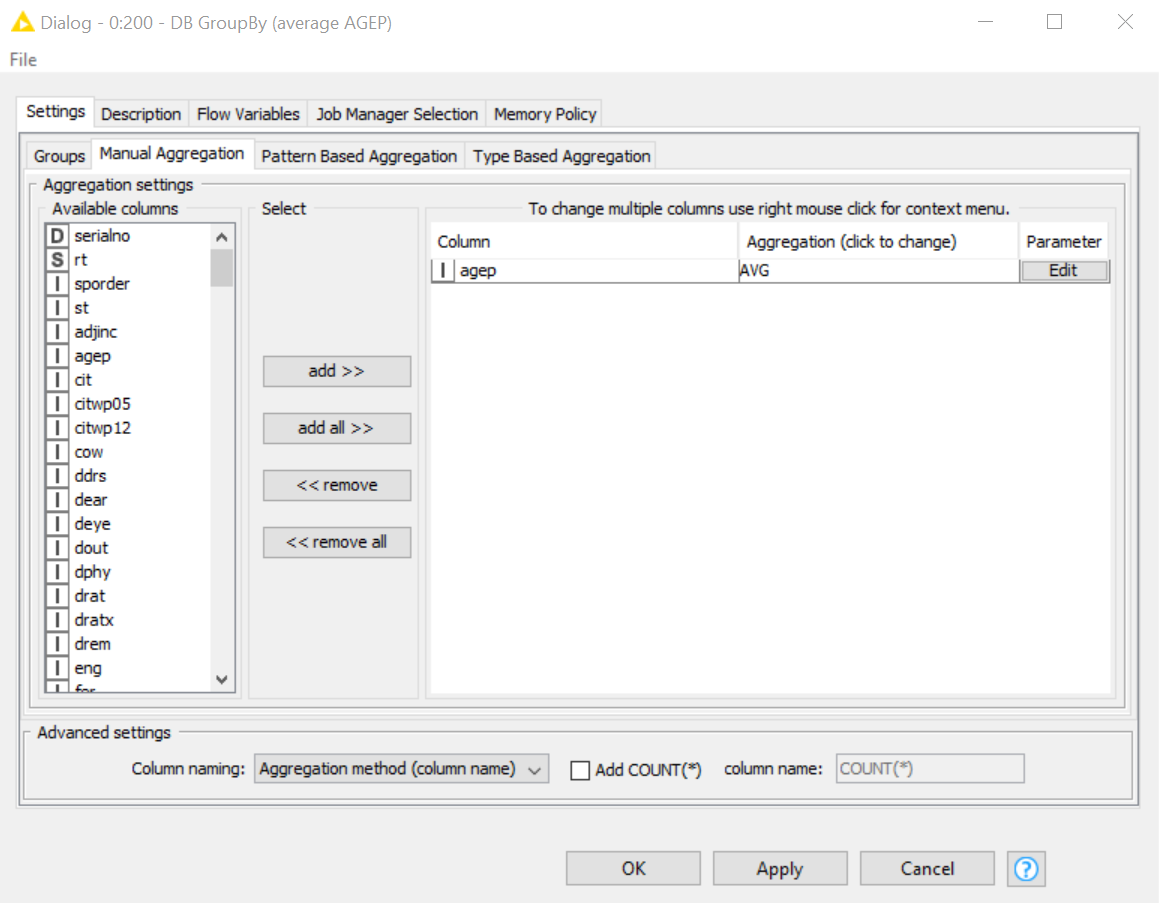 Dialog - 0:200 - DB GroupBy (average AGEP)
File
Settings Description Flow Variables Job Manager Selection Memory Policy
Groups Manual Aggregation Pattern Based Aggregation Type Based Aggregation
Aggregation settings
Available columns
D serialno
S rt
I sporder
I st
I adjinc
I agep
I cit
I citwp05
I citwp12
I cow
I ddrs
I dear
I deye
I dout
I dphy
I drat
I dratx
I drem
I eng
Select
add >>
add all >>
<< remove
<< remove all
To change multiple columns use right mouse click for context menu.
Column Aggregation (click to change) Parameter
I agep AVG Edit
Advanced settings
Column naming: Aggregation method (column name) Add COUNT(*) column name: COUNT(*)
OK Apply Cancel ?